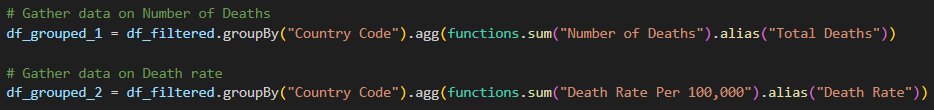 # Gather data on Number of Deaths
df_grouped_1 = df_filtered.groupBy("Country Code").agg(functions.sum("Number of Deaths").alias("Total Deaths"))
# Gather data on Death rate
df_grouped_2 = df_filtered.groupBy("Country Code").agg(functions.sum("Death Rate Per 100,000").alias("Death Rate"))